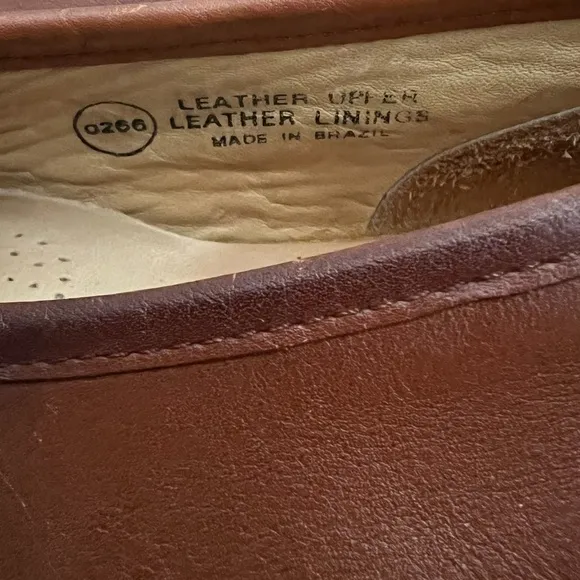 0266
LEATHER UPPER
LEATHER LININGS
MADE IN BRAZIL